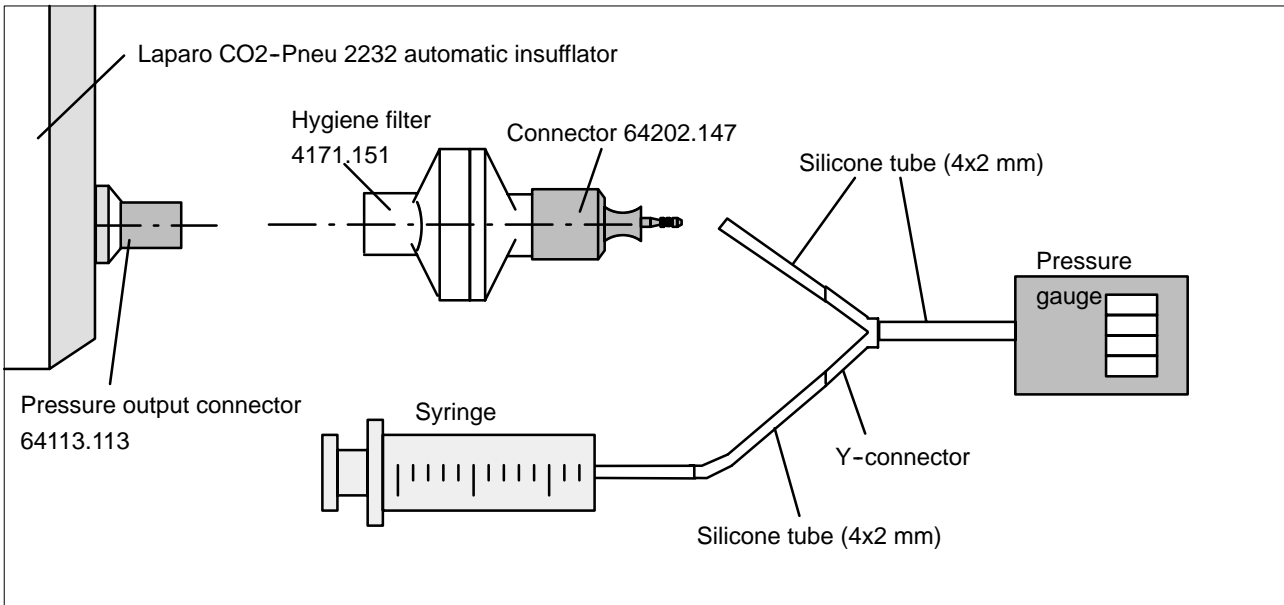 Laparo CO2-Pneu 2232 automatic insufflator
Hygiene filter
4171.151
Connector 64202.147
Silicone tube (4x2 mm)
Pressure
gauge
Pressure output connector
64113.113
Syringe
Y-connector
Silicone tube (4x2 mm)